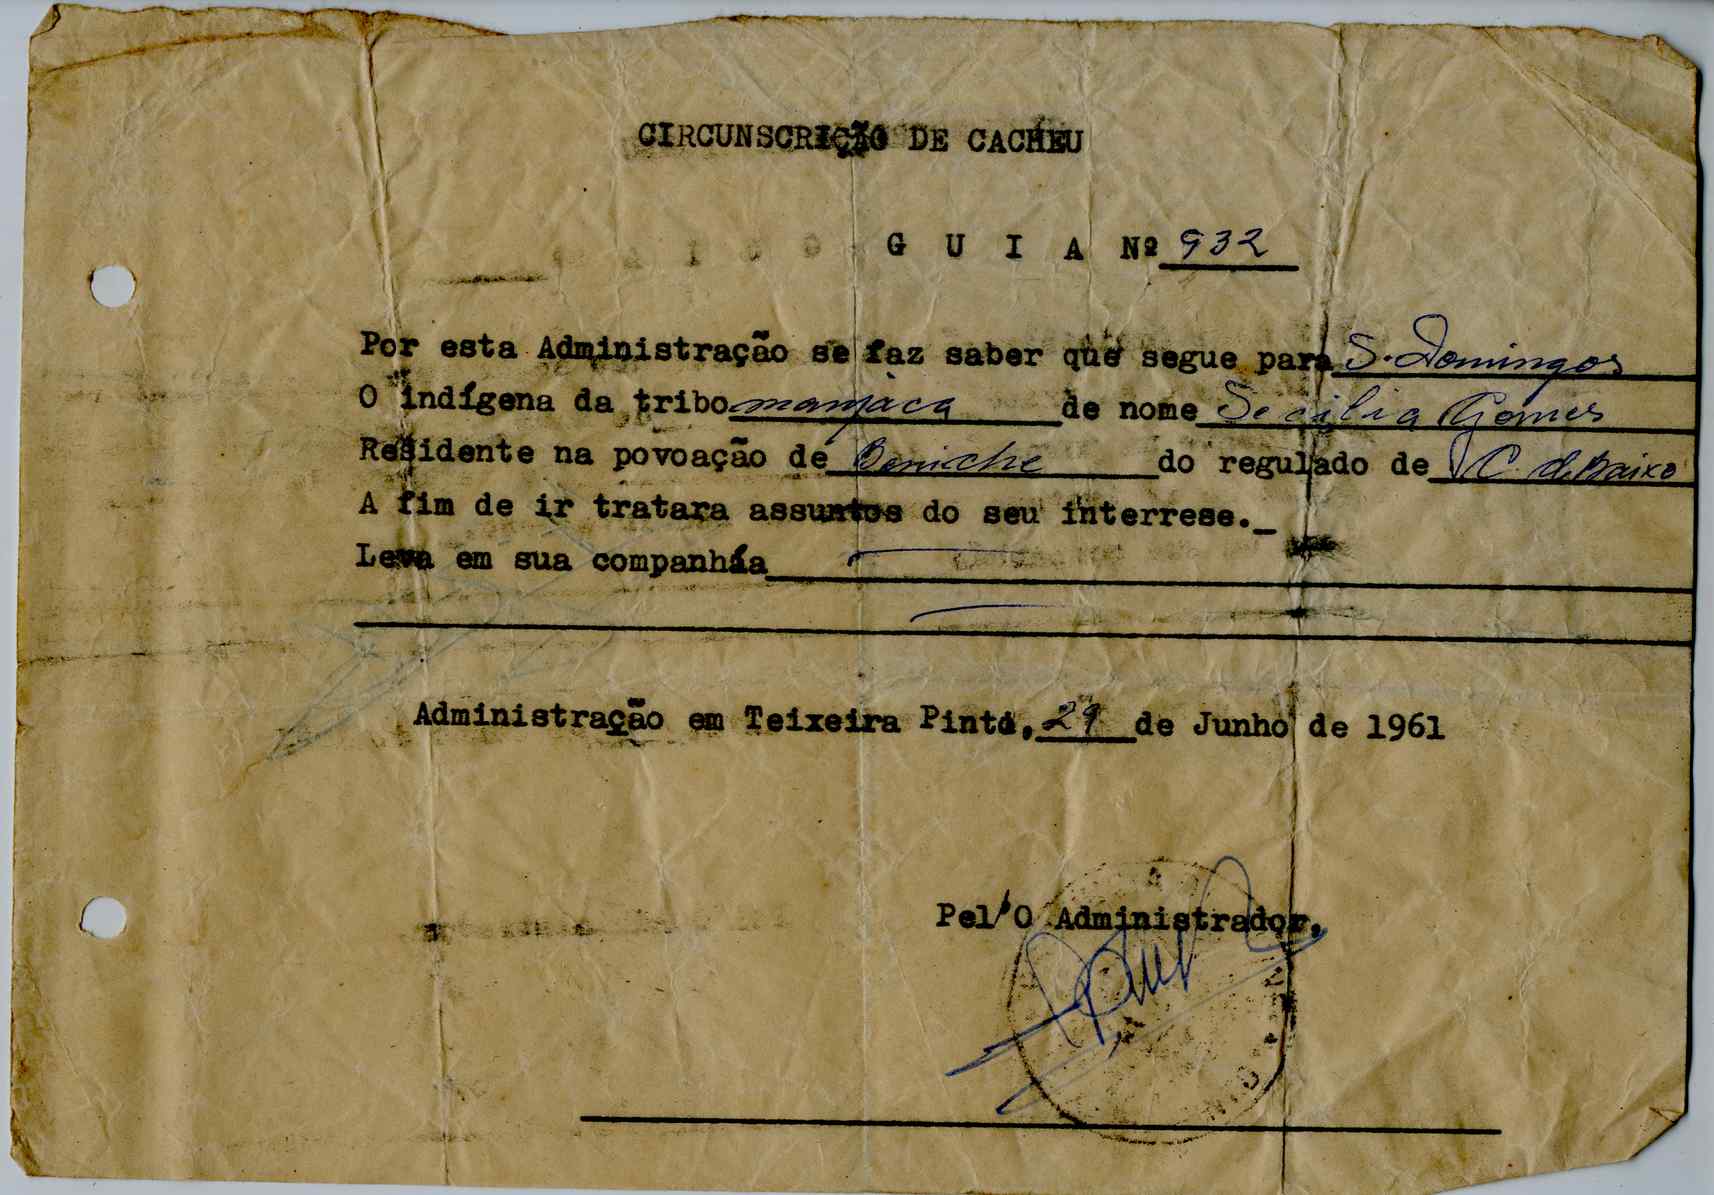 CIRCUNSCRIÇÃO DE CACHEU
G U I A Nº 932
Por esta Administração se faz saber que segue para S. Domingos
O indígena da tribo manjaca de nome Secilia Gomes
Residente na povoação de Beniche do regulado de C. de Baixo
A fim de ir tratara assuntos do seu interrese._
Leva em sua companhía
Administração em Teixeira Pinto, 29 de Junho de 1961
Pel'O Administrador,